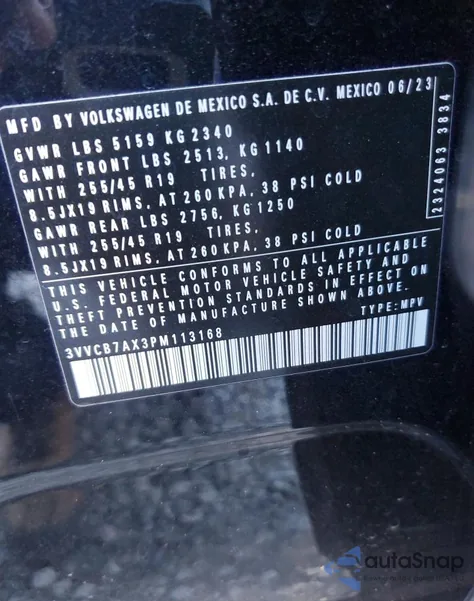 MFD BY VOLKSWAGEN DE MEXICO S.A. DE C.V. MEXICO 06/23
GVWR LBS 5159 KG 2340
GAWR FRONT LBS 2513, KG 1140
WITH 255/45 R19 TIRES,
8.5JX19 RIMS, AT 260 KPA, 38 PSI COLD
GAWR REAR LBS 2756, KG 1250
WITH 255/45 R19 TIRES,
8.5JX19 RIMS, AT 260 KPA, 38 PSI COLD
THIS VEHICLE CONFORMS TO ALL APPLICABLE
U.S. FEDERAL MOTOR VEHICLE SAFETY AND
THEFT PREVENTION STANDARDS IN EFFECT ON
THE DATE OF MANUFACTURE SHOWN ABOVE.
3VVCB7AX3PM113168 TYPE: MPV
2324063 3834
autoSnap